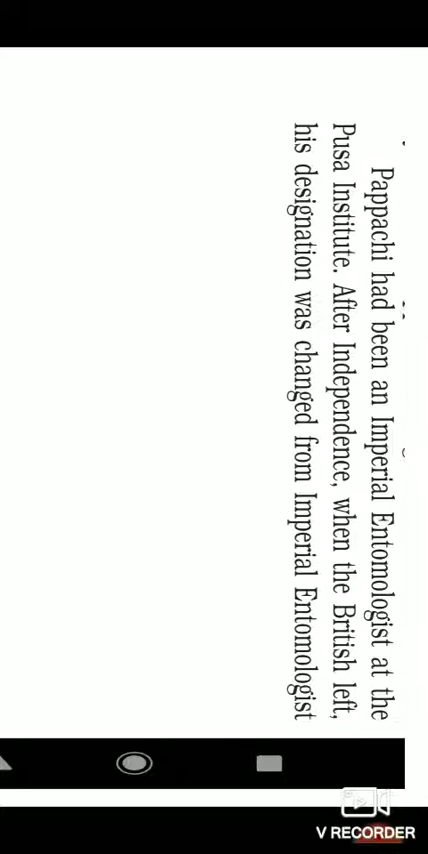 Pappachi had been an Imperial Entomologist at the
Pusa Institute. After Independence, when the British left,
his designation was changed from Imperial Entomologist
V RECORDER